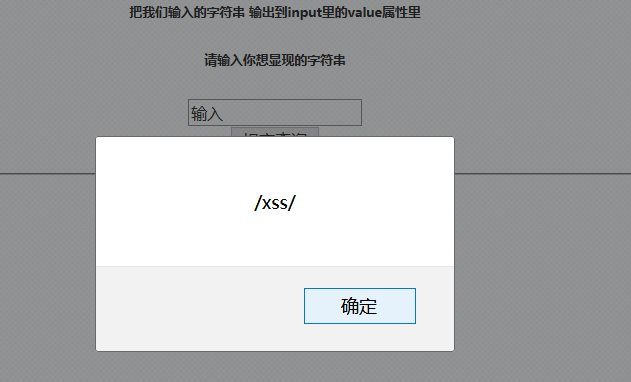 把我们输入的字符串 输出到input里的value属性里
请输入你想显现的字符串
输入
/xss/
确定